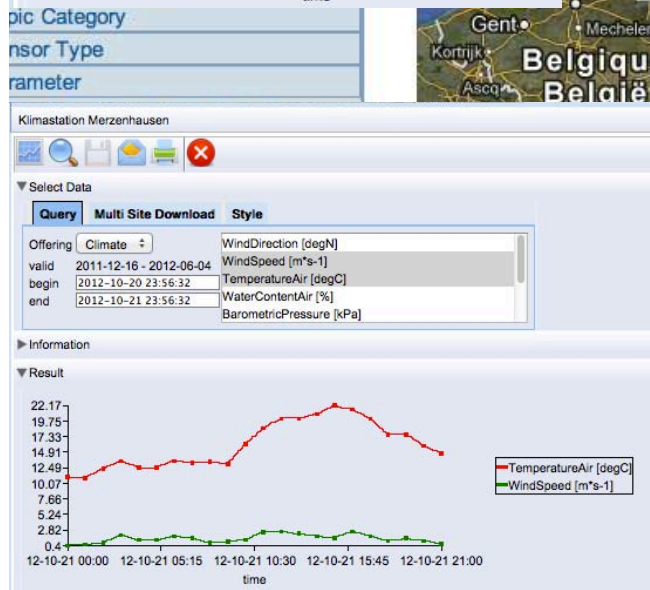 pic Category
nsor Type
rameter
Gent
Mechelen
Kortrijk
Belgiqu
Ascq
België
Klimastation Merzenhausen
Select Data
Query Multi Site Download Style
Offering Climate
valid 2011-12-16 - 2012-06-04
begin 2012-10-20 23:56:32
end 2012-10-21 23:56:32
WindDirection [degN]
WindSpeed [m*s-1]
TemperatureAir [degC]
WaterContentAir [%]
BarometricPressure [kPa]
Information
Result
22.17
19.75
17.33
14.91
12.49
10.07
7.66
5.24
2.82
0.4
12-10-21 00:00 12-10-21 05:15 12-10-21 10:30 12-10-21 15:45 12-10-21 21:00
time
TemperatureAir [degC]
WindSpeed [m*s-1]